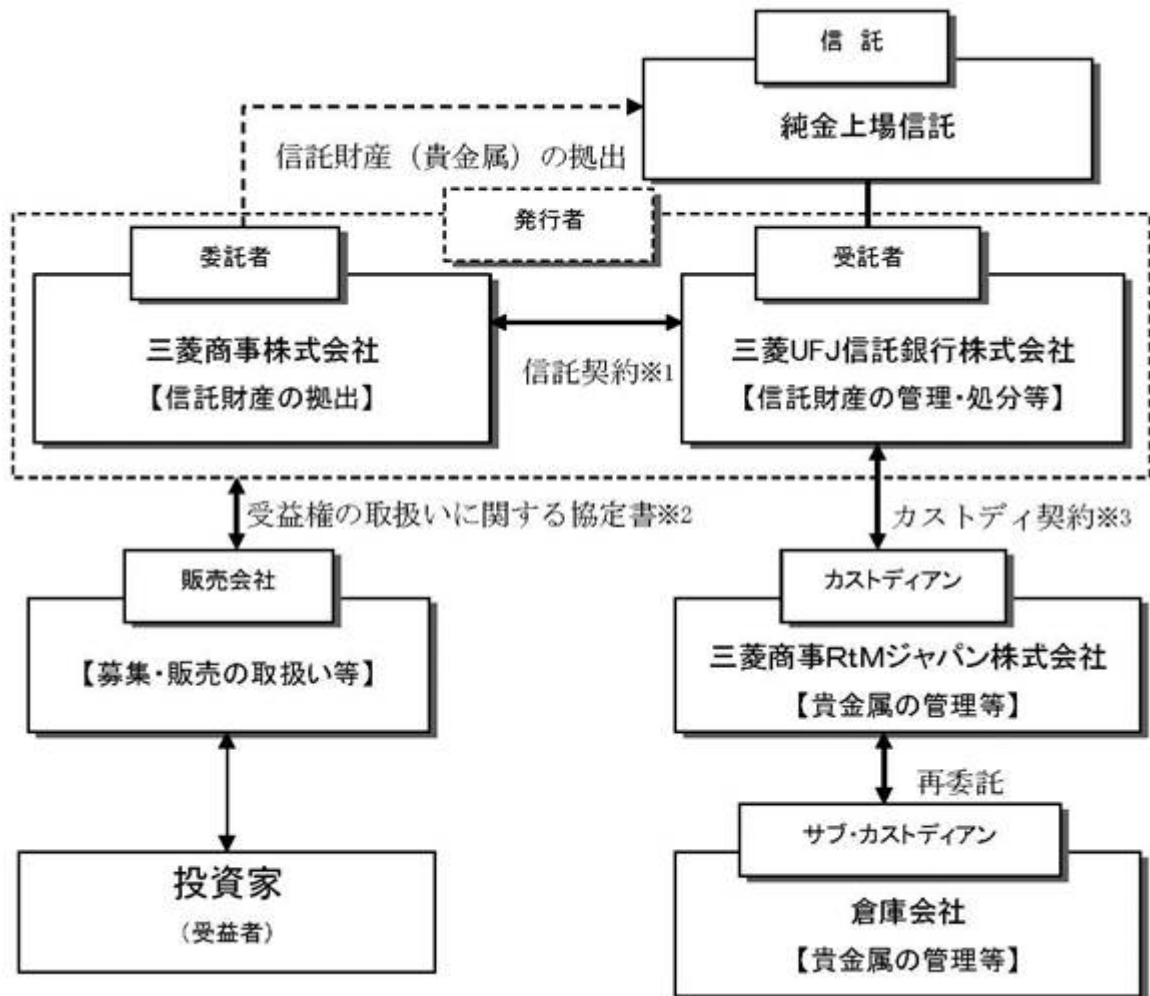 信 託
純金上場信託
信託財産（貴金属）の拠出
発行者
委託者
三菱商事株式会社
【信託財産の拠出】
信託契約※1
受託者
三菱UFJ信託銀行株式会社
【信託財産の管理・処分等】
受益権の取扱いに関する協定書※2
カストディ契約※3
販売会社
【募集・販売の取扱い等】
カストディアン
三菱商事RtMジャパン株式会社
【貴金属の管理等】
再委託
投資家
(受益者)
サブ・カストディアン
倉庫会社
【貴金属の管理等】